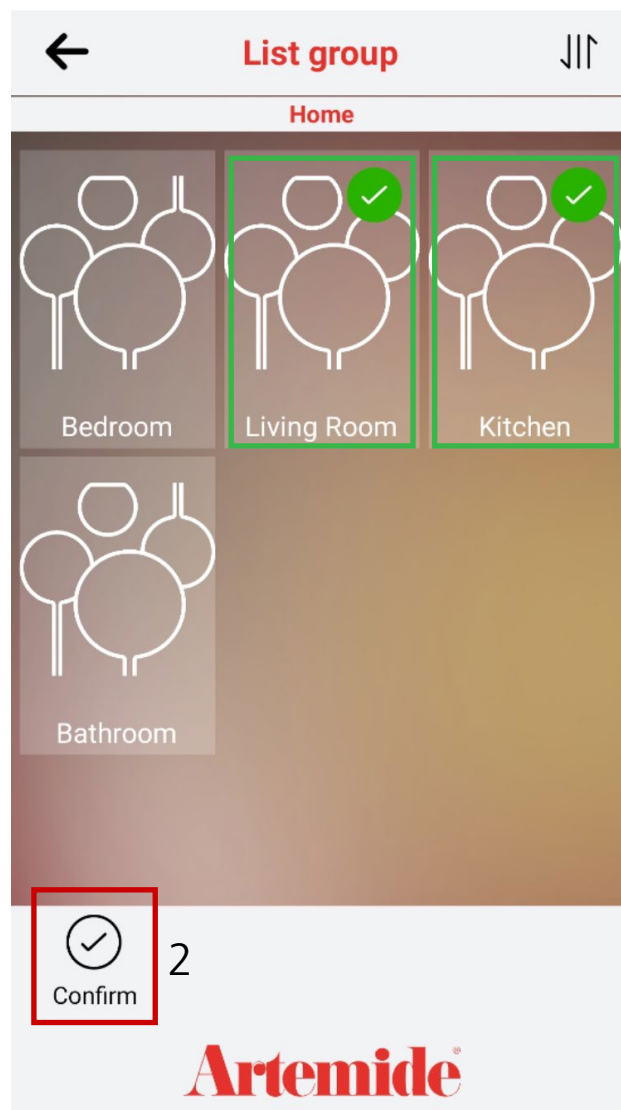 List group
Home
Bedroom
Living Room
Kitchen
Bathroom
2
Confirm
Artemide®